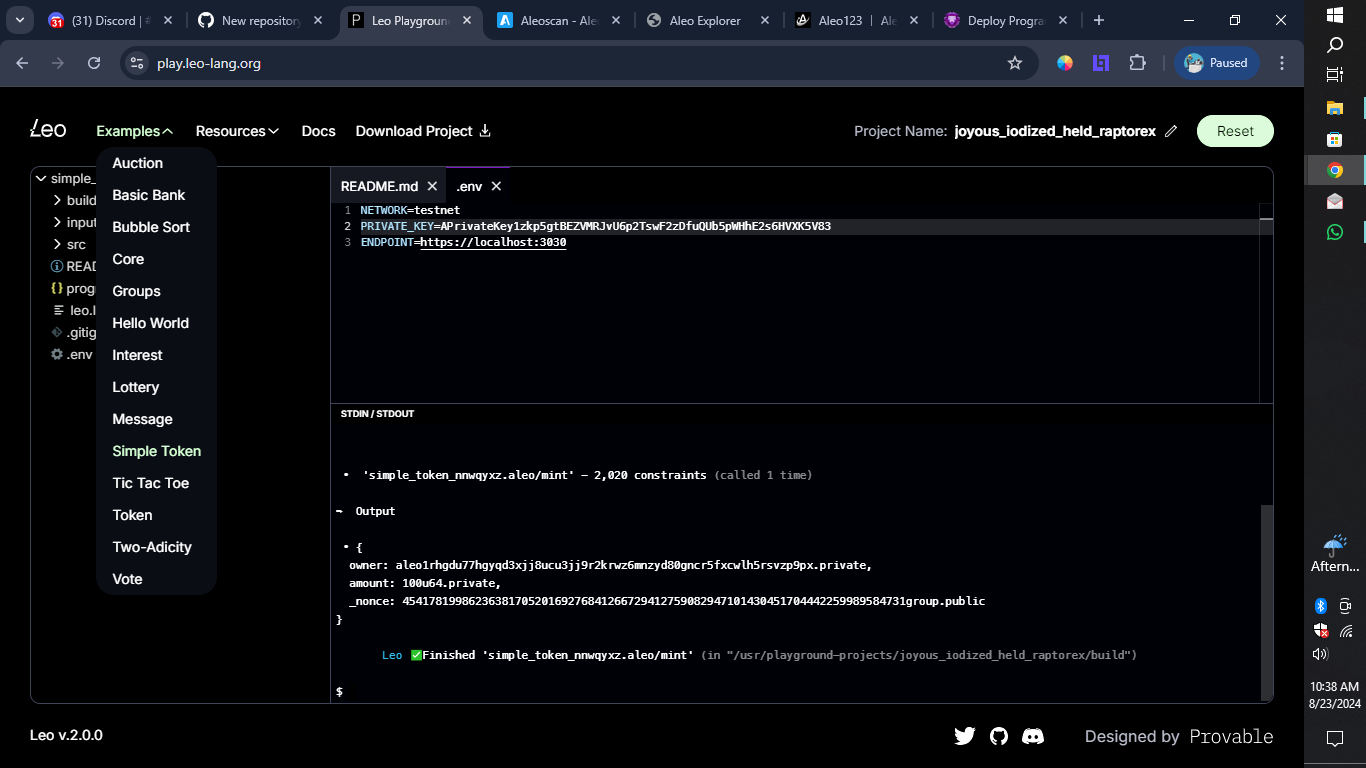 (31) Discord | #
New repository
Leo Playground
Aleoscan - Ale
Aleo Explorer
Aleo123 | Ale
Deploy Progra
play.leo-lang.org
Paused
Leo
Examples
Resources
Docs
Download Project
Project Name: joyous_iodized_held_raptorex
Reset
Auction
Basic Bank
Bubble Sort
Core
Groups
Hello World
Interest
Lottery
Message
Simple Token
Tic Tac Toe
Token
Two-Adicity
Vote
simple_
build
input
src
READ
{} progr
leo.l
.gitig
.env
README.md
.env
1 NETWORK=testnet
2 PRIVATE_KEY=APrivateKey1zkp5gtBEZVMRJvU6p2TswF2zDfuQUb5pWHhE2s6HVXK5V83
3 ENDPOINT=https://localhost:3030
STDIN / STDOUT
• 'simple_token_nnwqyxz.aleo/mint' – 2,020 constraints (called 1 time)
Output
• {
owner: aleo1rhgdu77hgyqd3xjj8ucu3jj9r2krwz6mnzyd80gncr5fxcwlh5rsvzp9px.private,
amount: 100u64.private,
_nonce: 4541781998623638170520169276841266729412759082947101430451704442259989584731group.public
}
Leo ✅Finished 'simple_token_nnwqyxz.aleo/mint' (in "/usr/playground-projects/joyous_iodized_held_raptorex/build")
$
Leo v.2.0.0
Designed by Provable
Aftern...
10:38 AM
8/23/2024